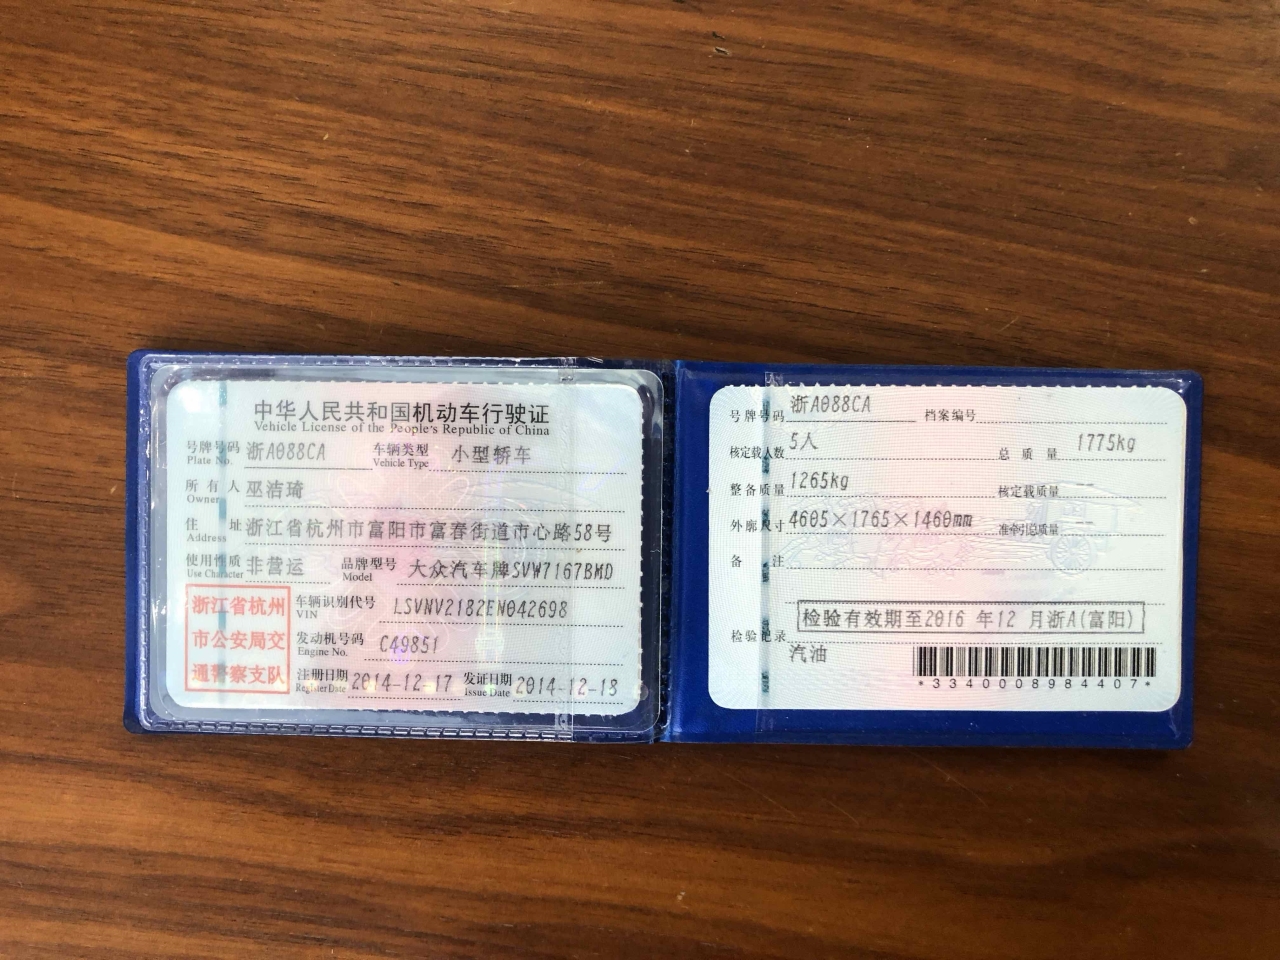 中华人民共和国机动车行驶证
Vehicle License of the People's Republic of China
号牌号码 浙A088CA 车辆类型 小型轿车
Plate No. Vehicle Type
所有人 巫洁琦
Owner
住址 浙江省杭州市富阳市富春街道市心路58号
Address
使用性质 非营运 品牌型号 大众汽车牌SVW7167BMD
Use Character Model
浙江省杭州
市公安局交
通警察支队
车辆识别代号 LSVNV2182EN042698
VIN
发动机号码 C49851
Engine No.
注册日期 2014-12-17 发证日期 2014-12-18
Register Date Issue Date
号牌号码 浙A088CA 档案编号
核定载人数 5人 总质量 1775kg
整备质量 1265kg 核定载质量 --
外廓尺寸 4605×1765×1460mm 准牵引总质量 --
备注
检验有效期至2016 年12 月浙A(富阳)
检验记录
汽油
*3340008984407*